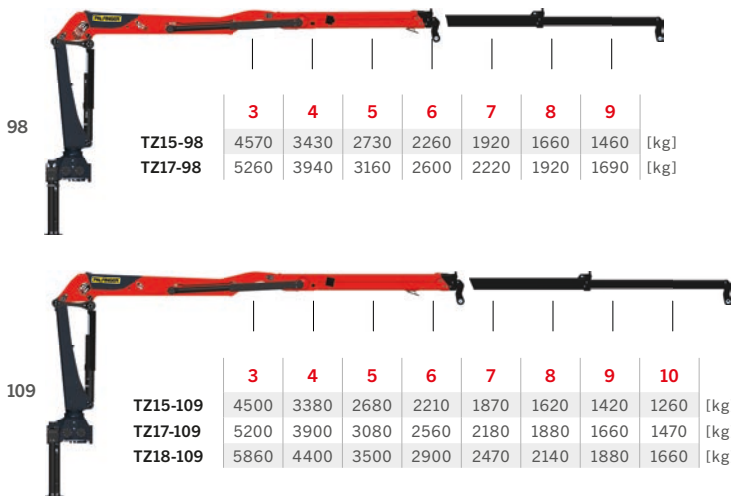 PALFINGER
98
3 4 5 6 7 8 9
TZ15-98 4570 3430 2730 2260 1920 1660 1460 [kg]
TZ17-98 5260 3940 3160 2600 2220 1920 1690 [kg]
PALFINGER
109
3 4 5 6 7 8 9 10
TZ15-109 4500 3380 2680 2210 1870 1620 1420 1260 [kg
TZ17-109 5200 3900 3080 2560 2180 1880 1660 1470 [kg
TZ18-109 5860 4400 3500 2900 2470 2140 1880 1660 [kg